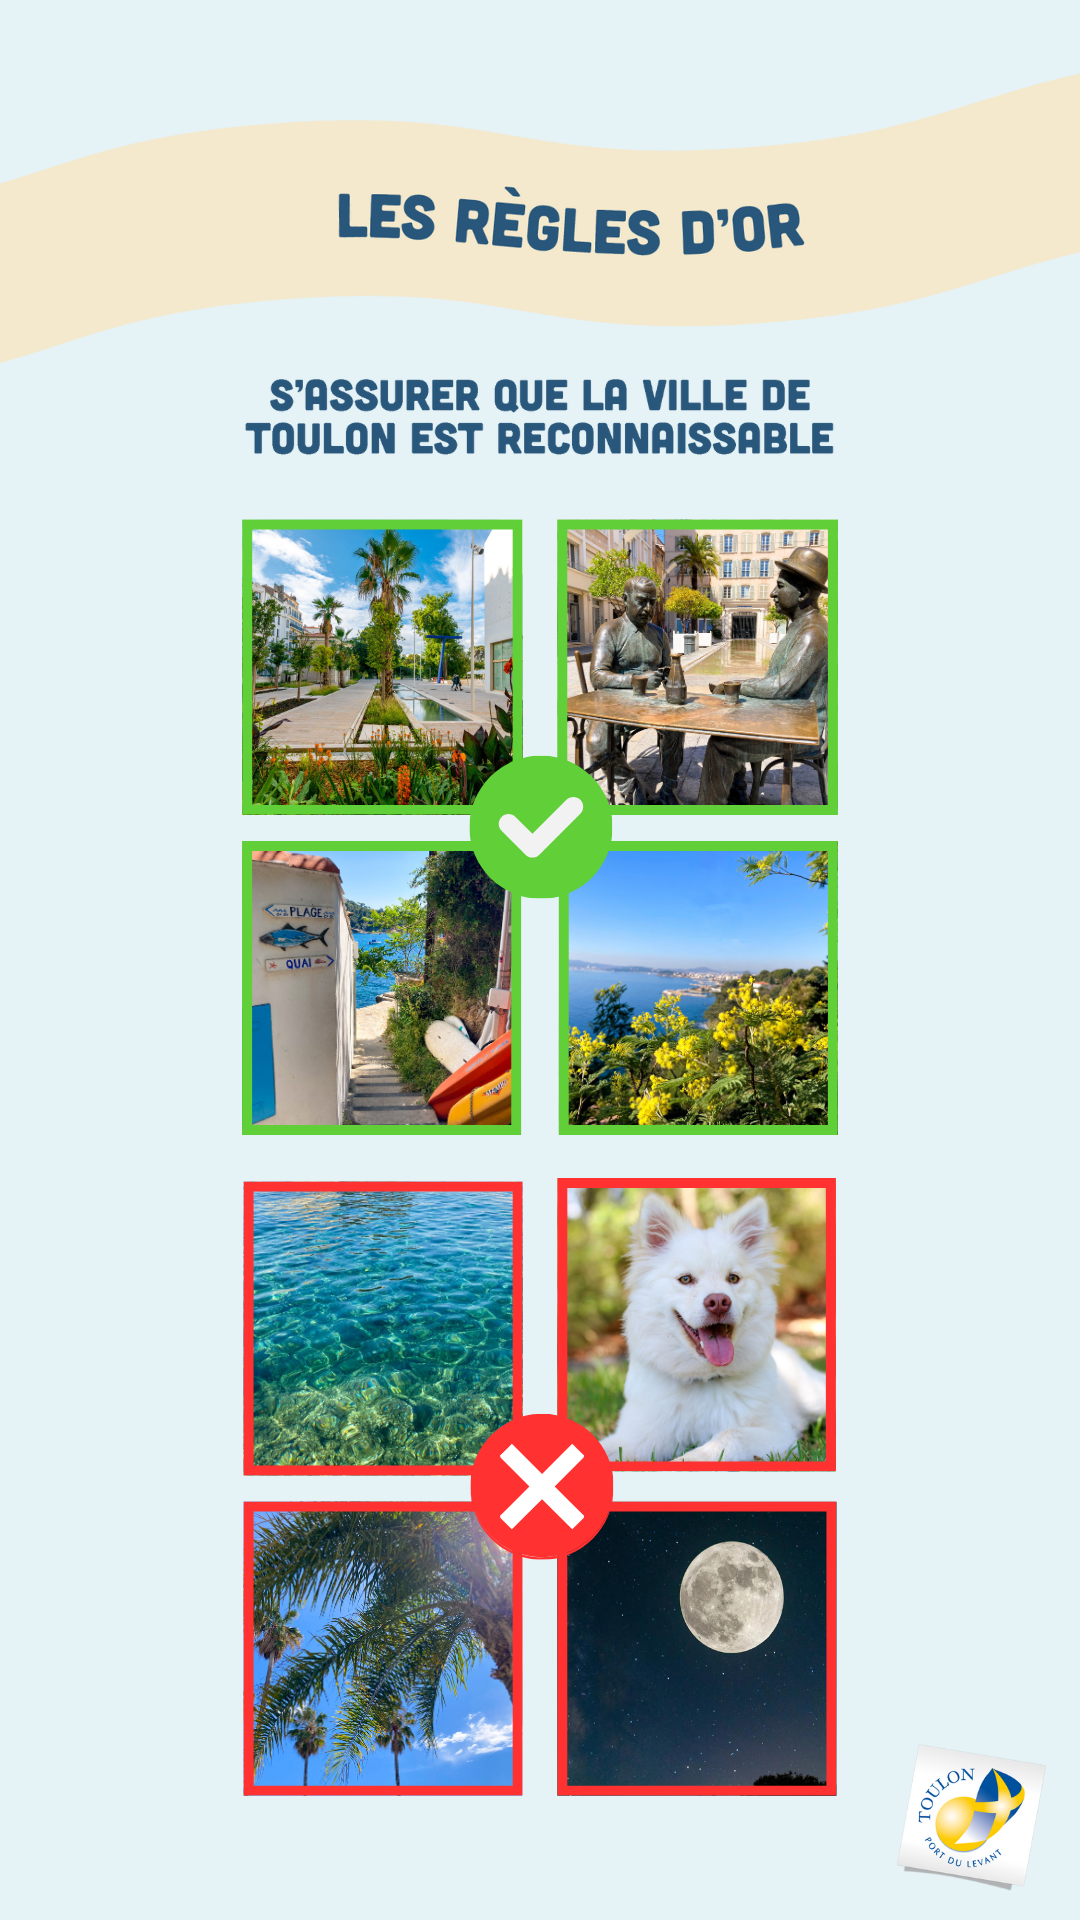 LES RÈGLES D'OR
S'ASSURER QUE LA VILLE DE
TOULON EST RECONNAISSABLE
PLAGE
QUAI
TOULON
PORT DU LEVANT